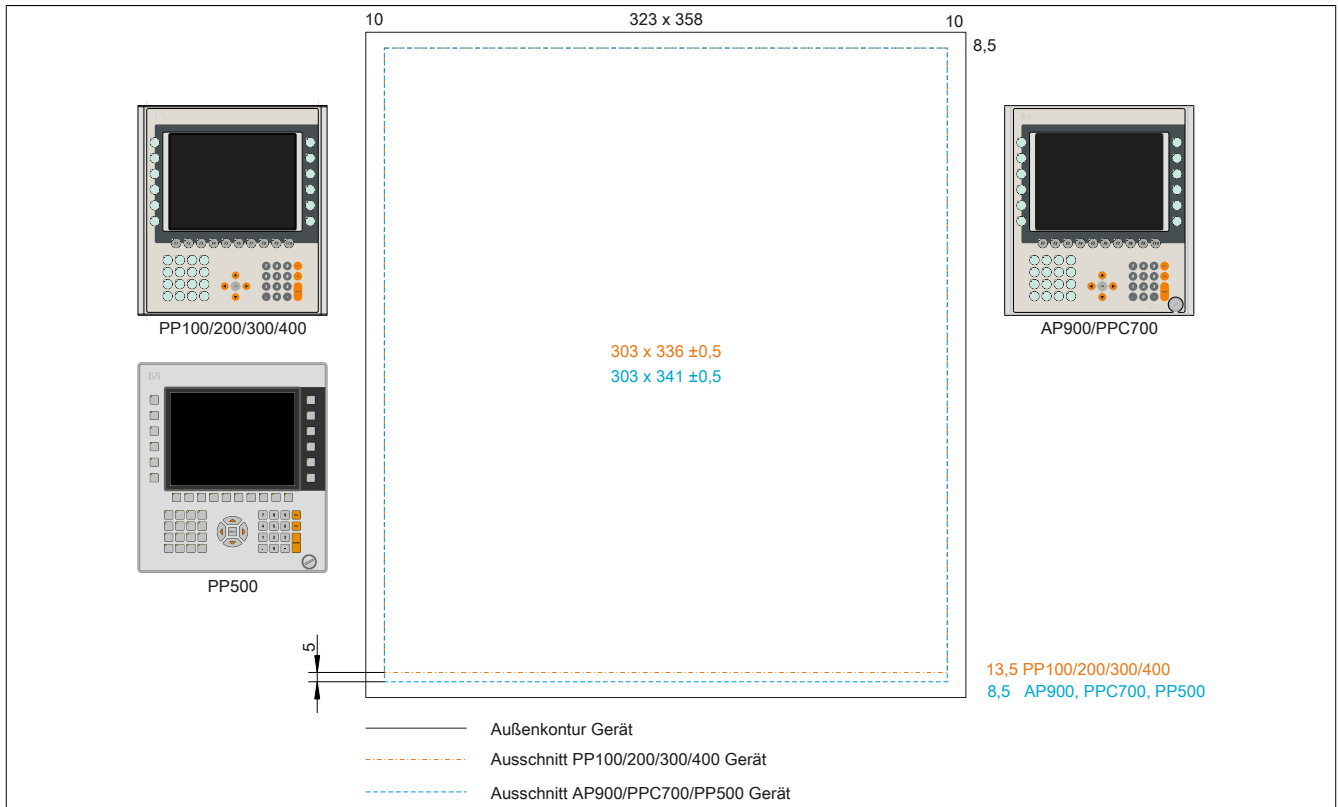 10 323 x 358 10
8,5
PP100/200/300/400
AP900/PPC700
303 x 336 ±0,5
303 x 341 ±0,5
PP500
5
13,5 PP100/200/300/400
8,5 AP900, PPC700, PP500
Außenkontur Gerät
Ausschnitt PP100/200/300/400 Gerät
Ausschnitt AP900/PPC700/PP500 Gerät